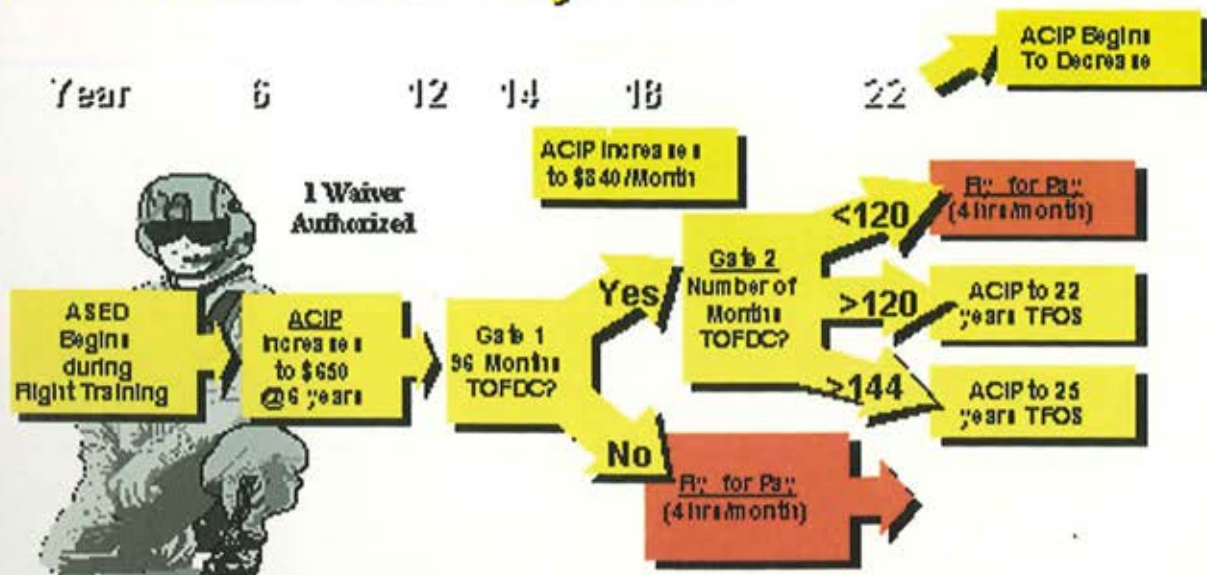 ACIP Begins
To Decrease
Year 6 12 14 18 22
ACIP Increases
to $840/Month
1 Waiver
Authorized
ASED
Begins
during
Flight Training
ACIP
Increases
to $650
@6 years
Gate 1
96 Months
TOFDC?
Yes
No
Gate 2
Number of
Months
TOFDC?
<120
>120
>144
Fly for Pay
(4 hrs/month)
ACIP to 22
years TFOS
ACIP to 25
years TFOS
Fly for Pay
(4 hrs/month)